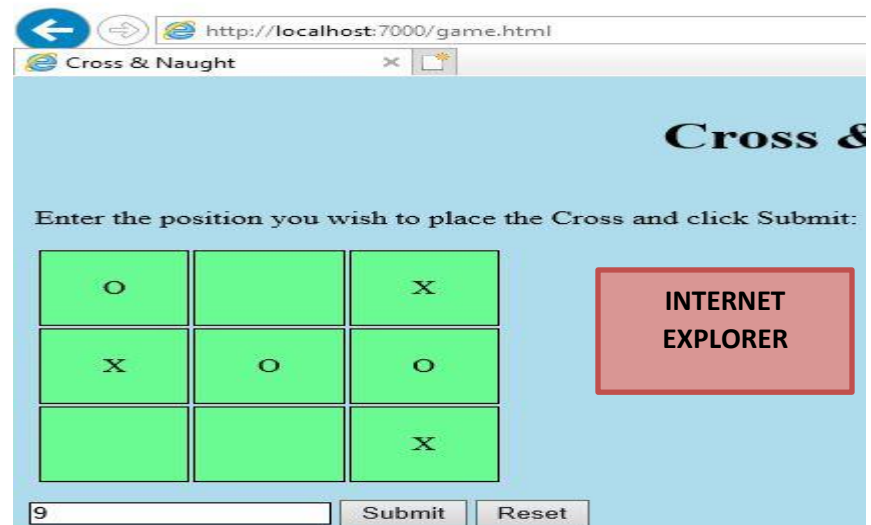 http://localhost:7000/game.html
Cross & Naught
Cross &
Enter the position you wish to place the Cross and click Submit:
O X
X O O
X
INTERNET
EXPLORER
9 Submit Reset